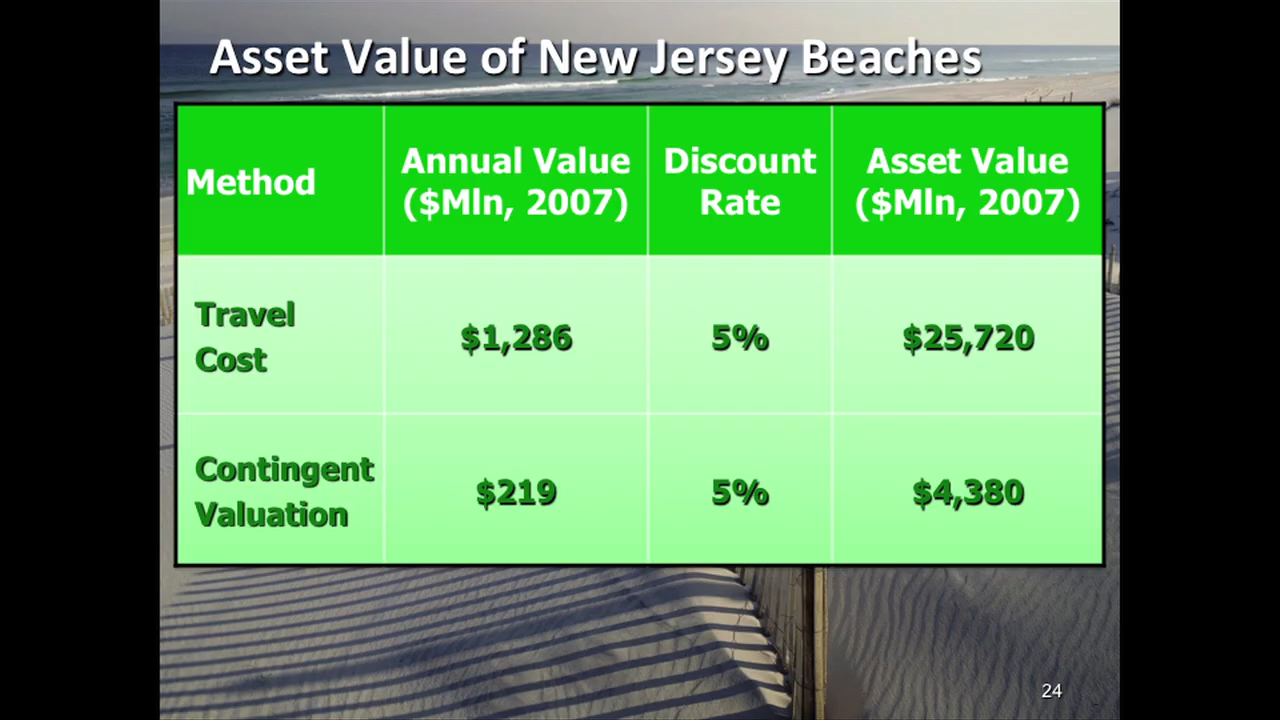 Asset Value of New Jersey Beaches
Method
Annual Value
($Mln, 2007)
Discount
Rate
Asset Value
($Mln, 2007)
Travel
Cost
$1,286
5%
$25,720
Contingent
Valuation
$219
5%
$4,380
24